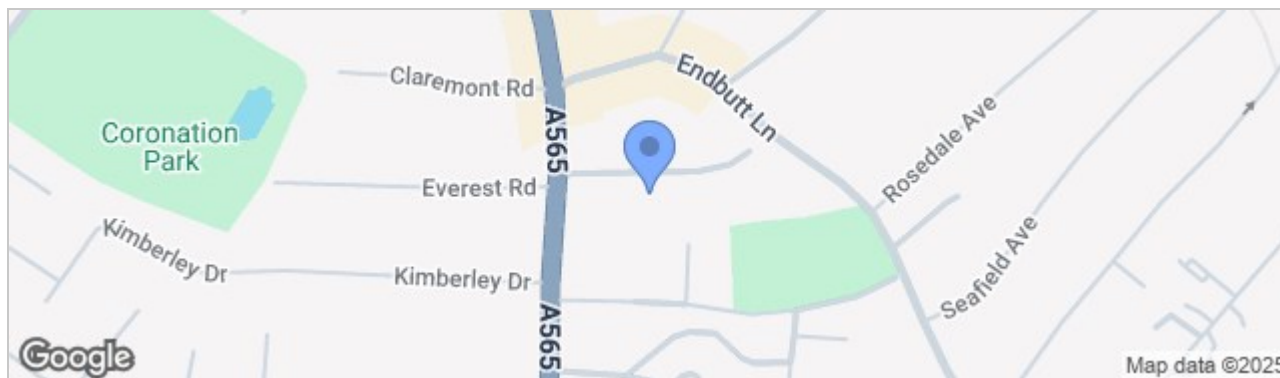 Claremont Rd
Endbutt Ln
A565
Rosedale Ave
Coronation
Park
Everest Rd
Kimberley Dr
Kimberley Dr
Seafield Ave
A565
Google
Map data ©2025